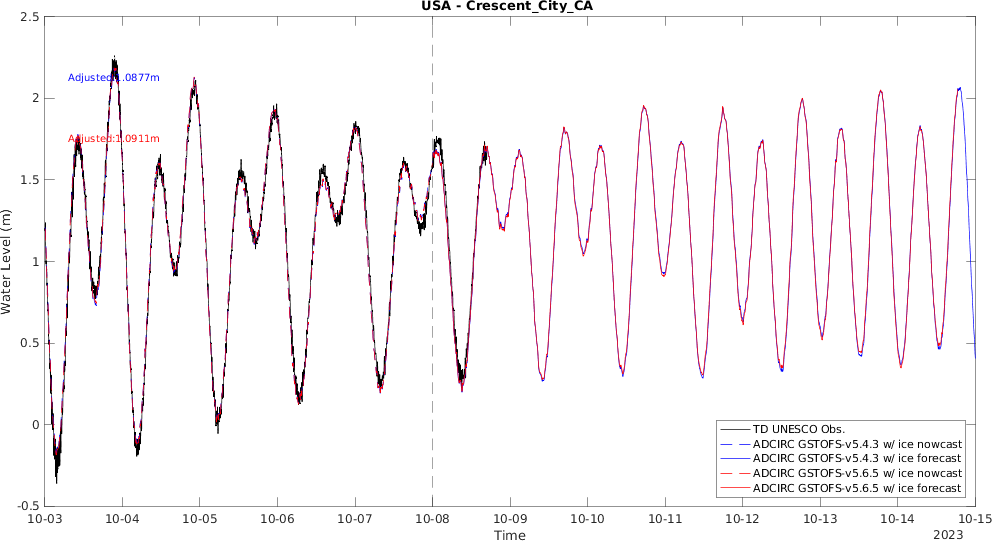 USA - Crescent_City_CA
2.5
2
1.5
1
0.5
0
-0.5
Water Level (m)
Adjusted:1.0877m
Adjusted:1.0911m
TD UNESCO Obs.
ADCIRC GSTOFS-v5.4.3 w/ ice nowcast
ADCIRC GSTOFS-v5.4.3 w/ ice forecast
ADCIRC GSTOFS-v5.6.5 w/ ice nowcast
ADCIRC GSTOFS-v5.6.5 w/ ice forecast
10-03 10-04 10-05 10-06 10-07 10-08 10-09 10-10 10-11 10-12 10-13 10-14 10-15
Time
2023